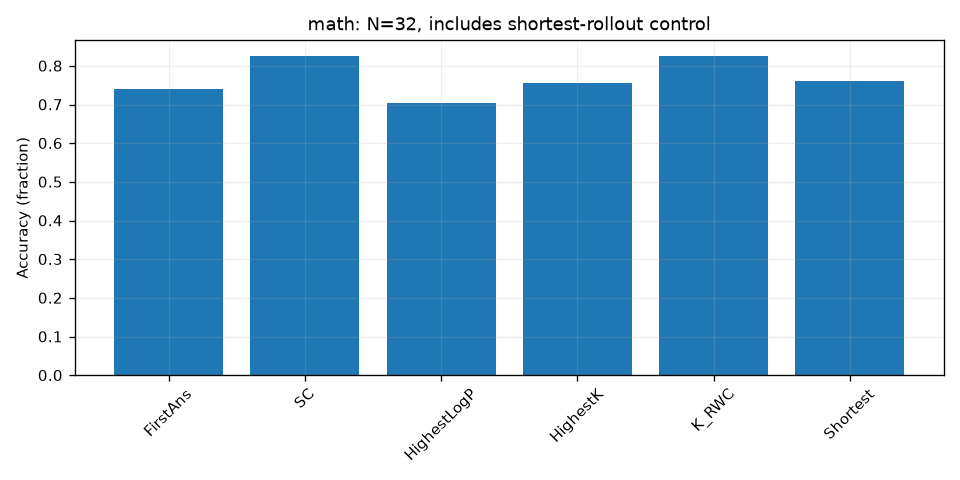 math: N=32, includes shortest-rollout control
Accuracy (fraction)
0.8
0.7
0.6
0.5
0.4
0.3
0.2
0.1
0.0
FirstAns
SC
HighestLogP
HighestK
K_RWC
Shortest